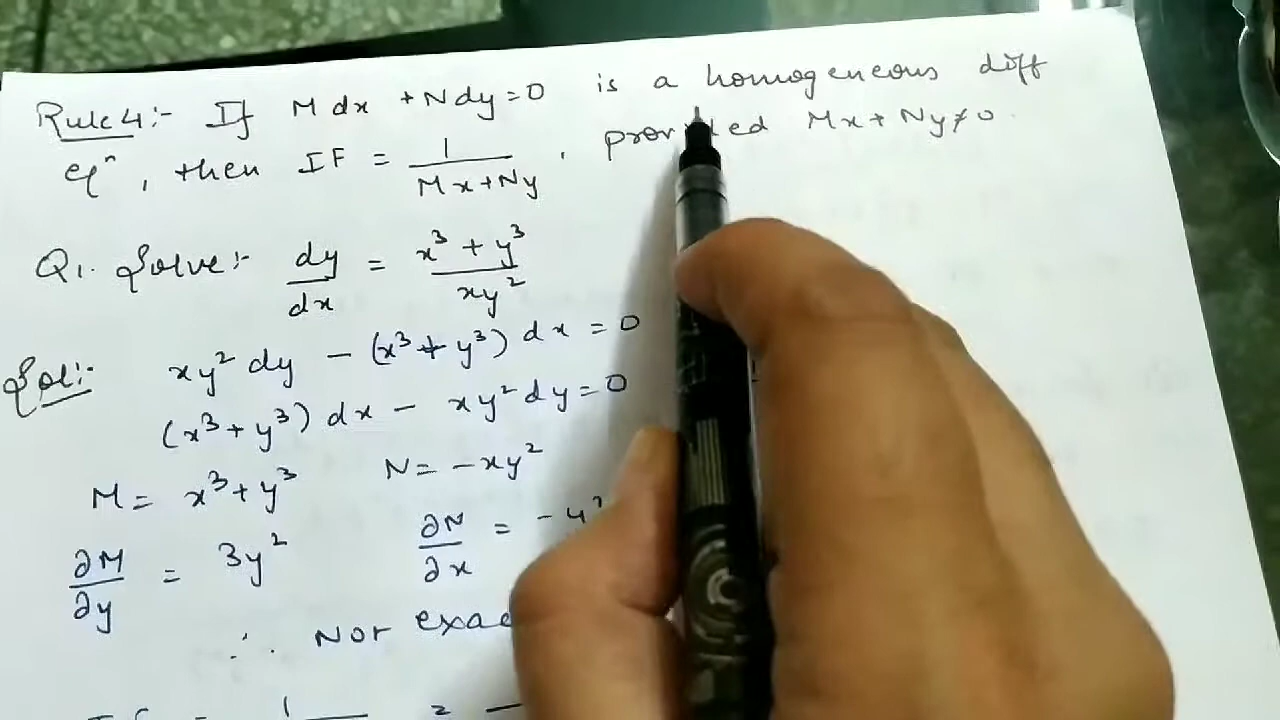 Rule 4:- If M dx + N dy = 0 is a homogeneous diff
eqⁿ, then IF = 1/(Mx + Ny), provided Mx + Ny ≠ 0.
Q1. Solve:- dy/dx = (x³ + y³)/(xy²)
Sol:- xy² dy - (x³ + y³) dx = 0
(x³ + y³) dx - xy² dy = 0
M = x³ + y³ N = -xy²
∂M/∂y = 3y² ∂N/∂x = -y²
∴ Not
1 =